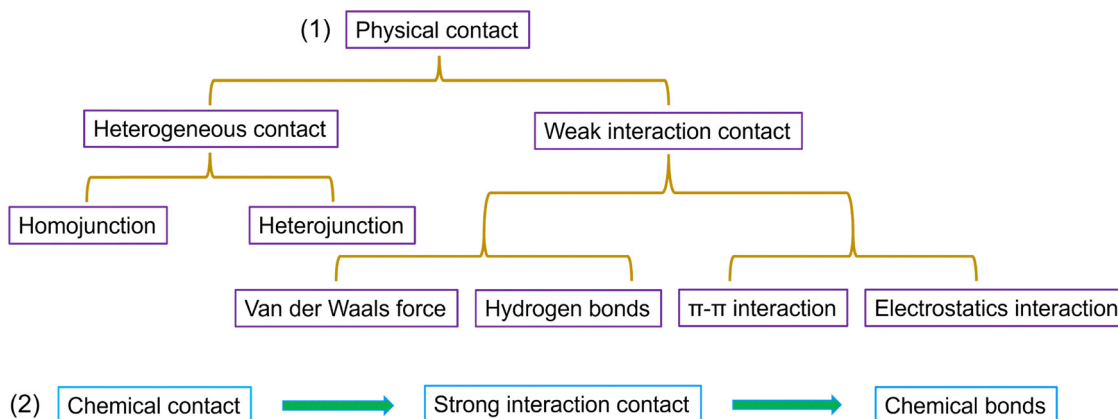 (1) Physical contact
Heterogeneous contact
Weak interaction contact
Homojunction
Heterojunction
Van der Waals force
Hydrogen bonds
π-π interaction
Electrostatics interaction
(2) Chemical contact
Strong interaction contact
Chemical bonds